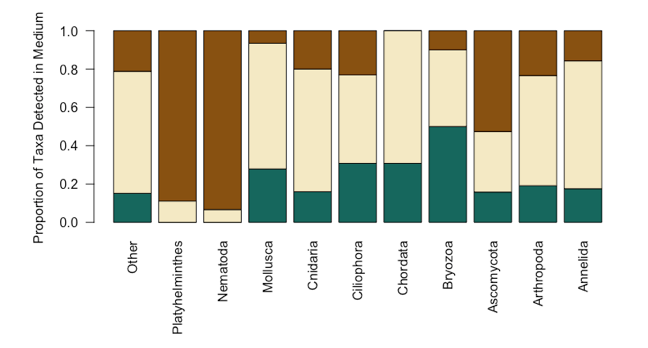 Proportion of Taxa Detected in Medium
1.0
0.8
0.6
0.4
0.2
0.0
Other
Platyhelminthes
Nematoda
Mollusca
Cnidaria
Ciliophora
Chordata
Bryozoa
Ascomycota
Arthropoda
Annelida